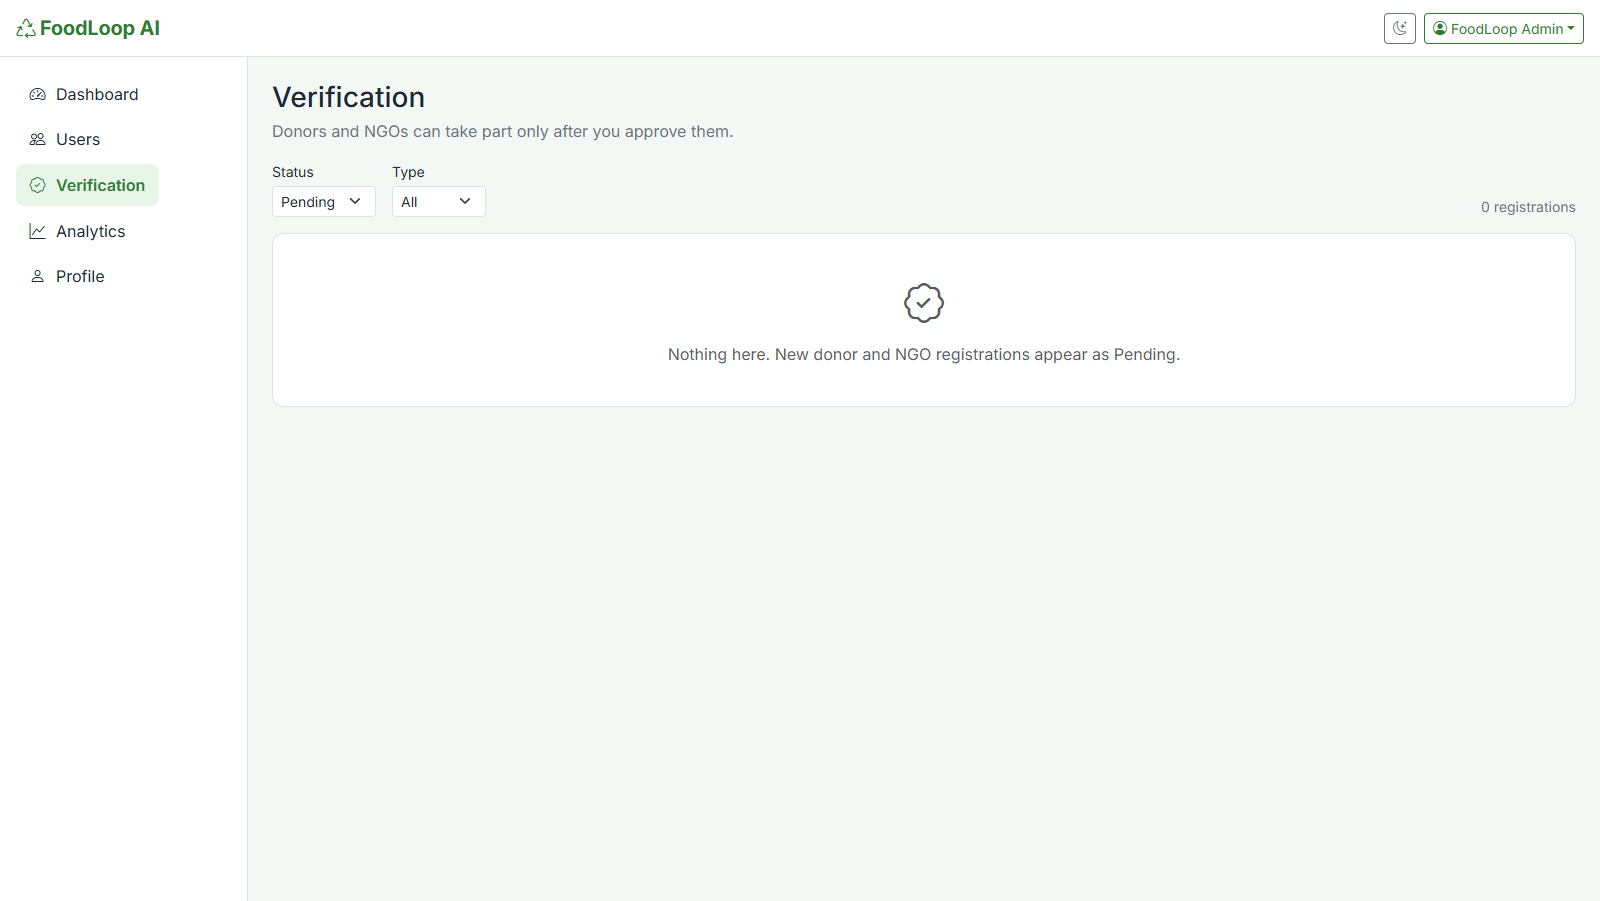 FoodLoop AI
FoodLoop Admin
Dashboard
Users
Verification
Analytics
Profile
Verification
Donors and NGOs can take part only after you approve them.
Status
Type
Pending
All
0 registrations
Nothing here. New donor and NGO registrations appear as Pending.